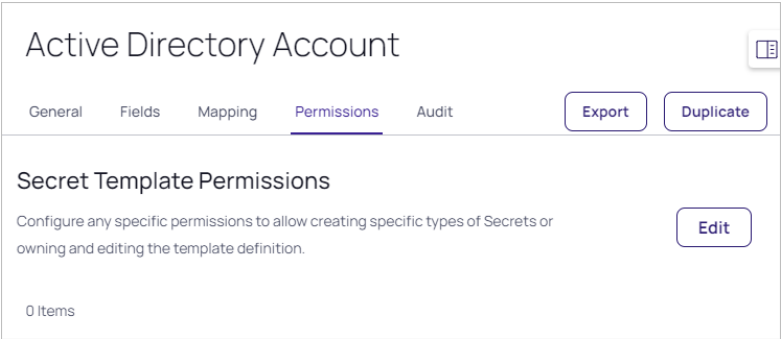 Active Directory Account
General Fields Mapping Permissions Audit Export Duplicate
Secret Template Permissions
Configure any specific permissions to allow creating specific types of Secrets or
owning and editing the template definition.
Edit
0 Items